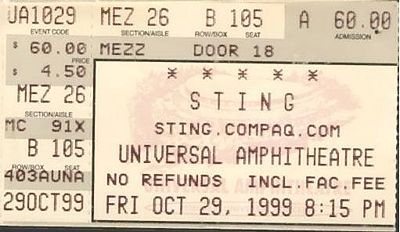 UA1029 MEZ 26 B 105 A 60.00
EVENT CODE SECTION/AISLE ROW/BOX SEAT ADMISSION
$ 60.00 MEZZ DOOR 18
$ 4.50
MEZ 26
SECTION/AISLE
MC 91X
B 105
ROW/BOX SEAT
403AUNA
29OCT99
* * * * *
STING
STING.COMPAQ.COM
UNIVERSAL AMPHITHEATRE
NO REFUNDS INCL.FAC.FEE
FRI OCT 29, 1999 8:15 PM